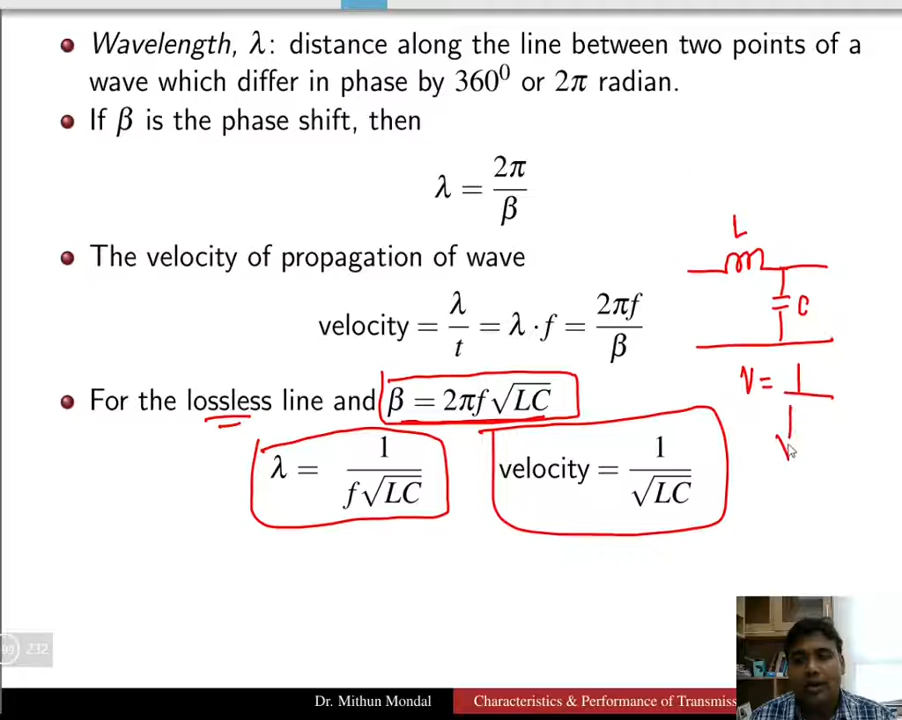 Wavelength, λ: distance along the line between two points of a
wave which differ in phase by 360⁰ or 2π radian.
If β is the phase shift, then
λ = 2π/β
The velocity of propagation of wave
velocity = λ/t = λ · f = 2πf/β
For the lossless line and β = 2πf√LC
λ = 1/f√LC velocity = 1/√LC
L
C
V = 1
232
Dr. Mithun Mondal Characteristics & Performance of Transmiss